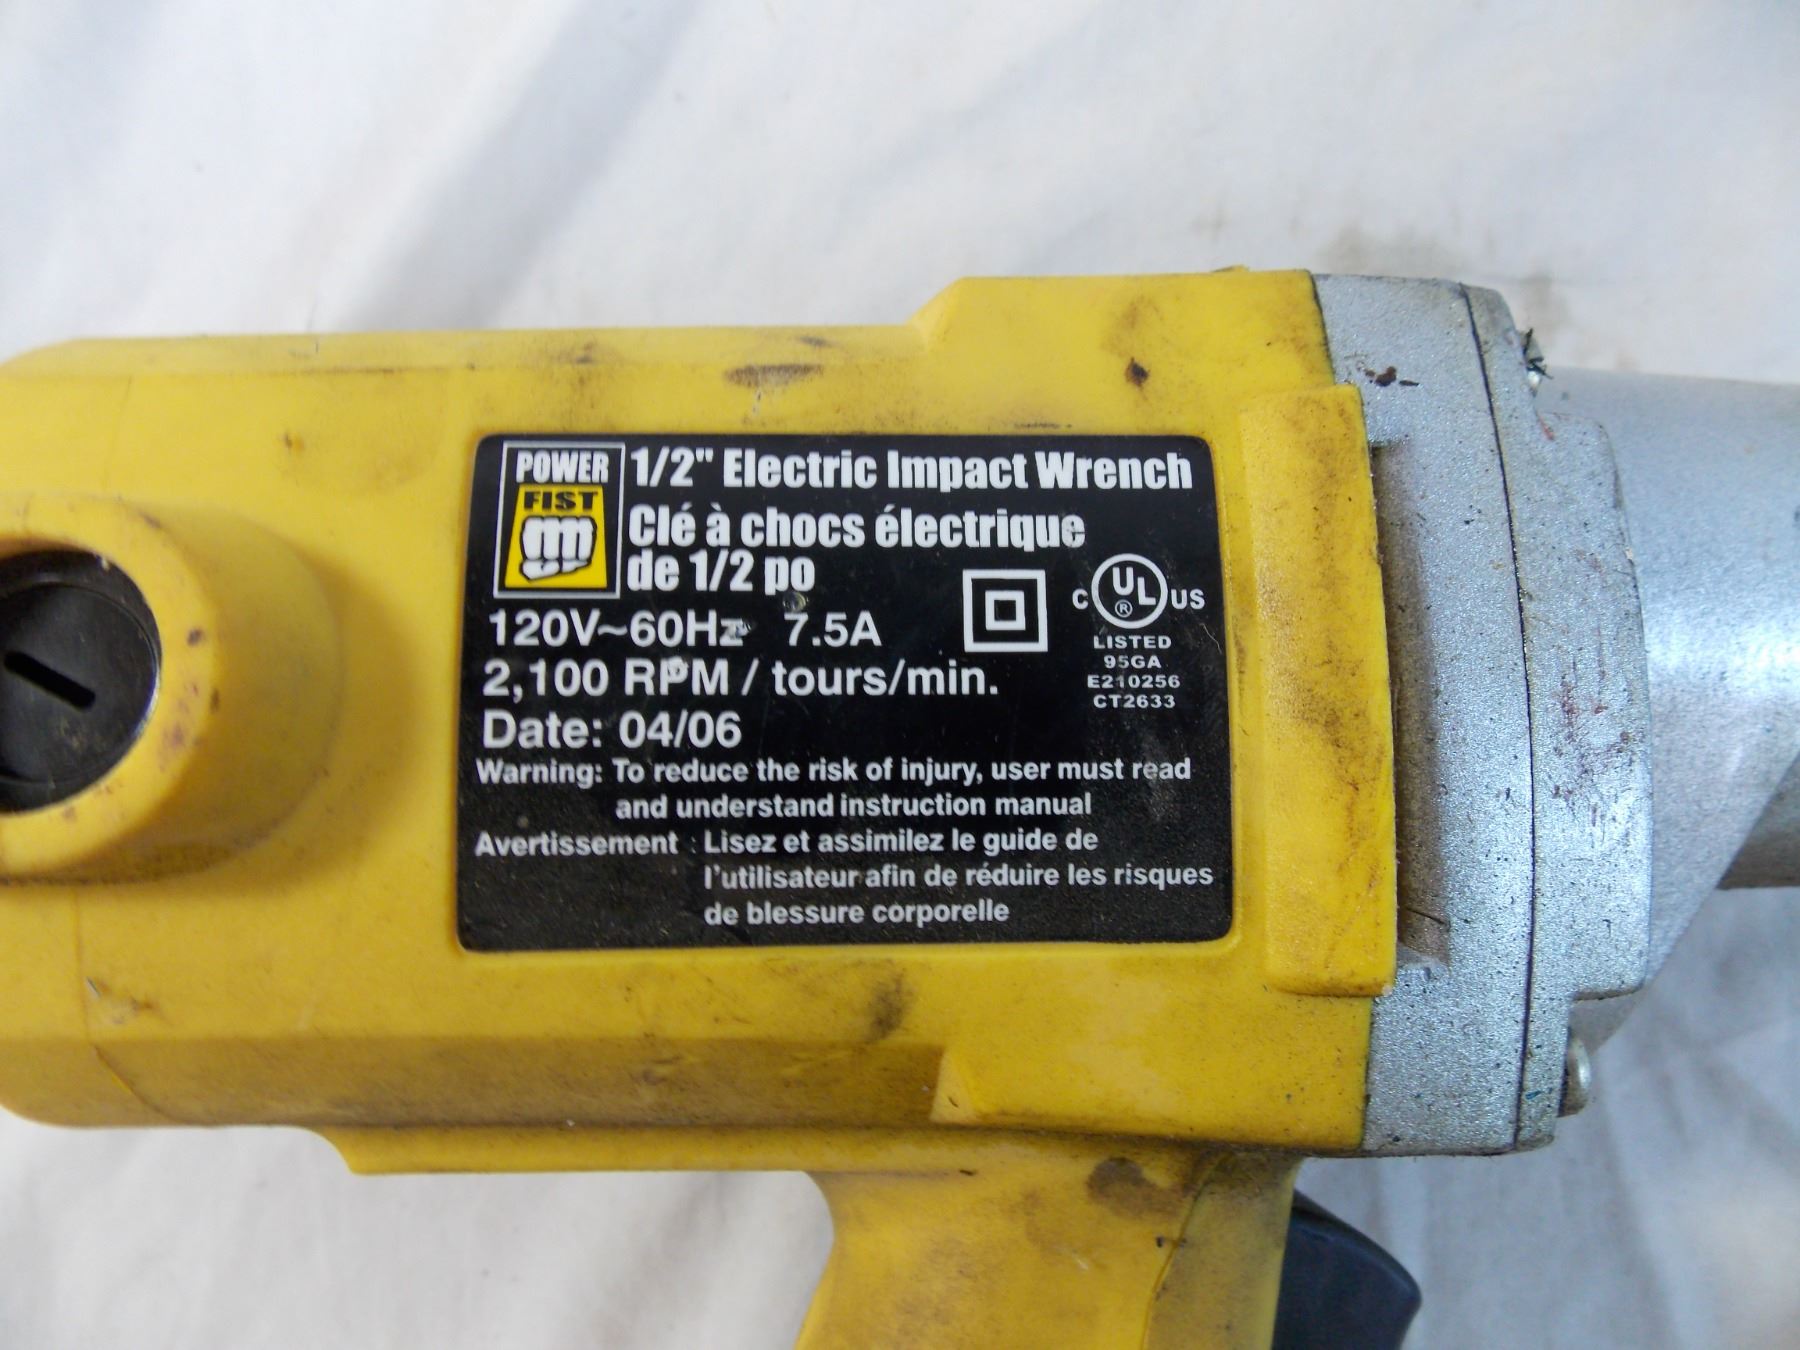 POWER
FIST
1/2" Electric Impact Wrench
Clé à chocs électrique
de 1/2 po
120V~60Hz 7.5A
2,100 RPM / tours/min.
Date: 04/06
C UL US
®
LISTED
95GA
E210256
CT2633
Warning: To reduce the risk of injury, user must read
and understand instruction manual
Avertissement : Lisez et assimilez le guide de
l'utilisateur afin de réduire les risques
de blessure corporelle